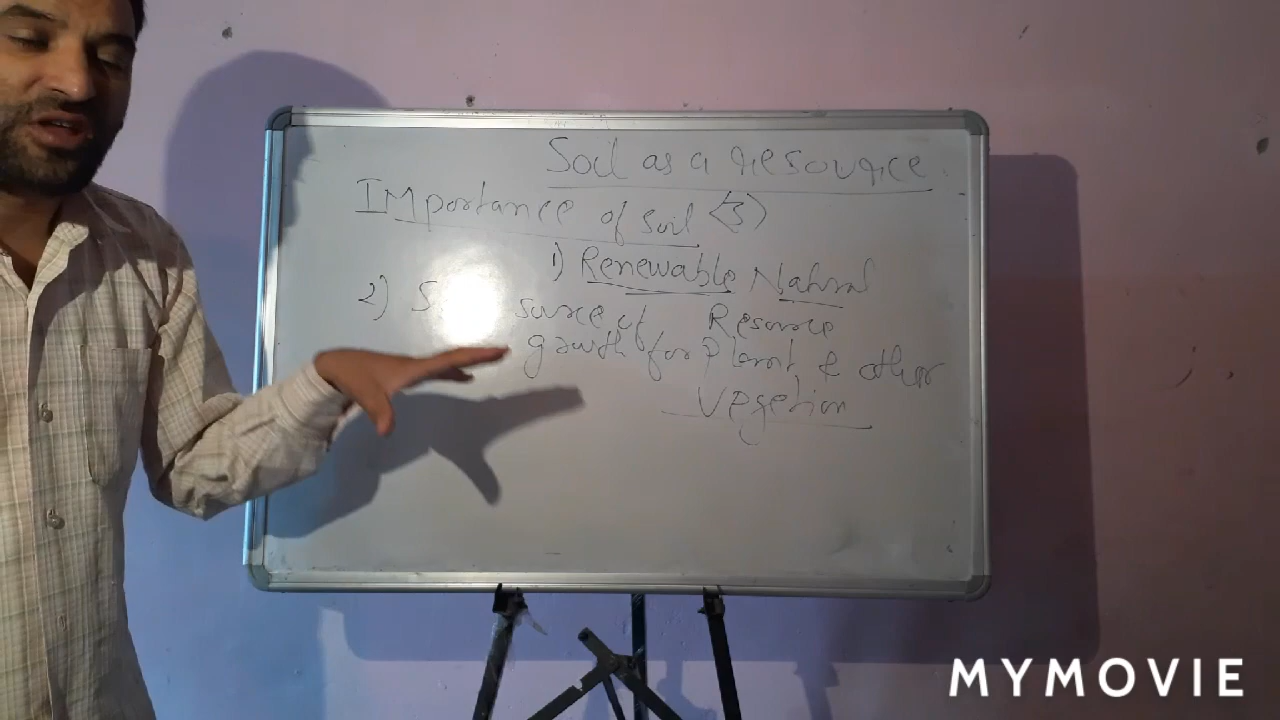 Soil as a resource
Importance of soil <5>
1) Renewable Natural
Resource
2) S source of
growth for Plant & other
Vegetion
MYMOVIE